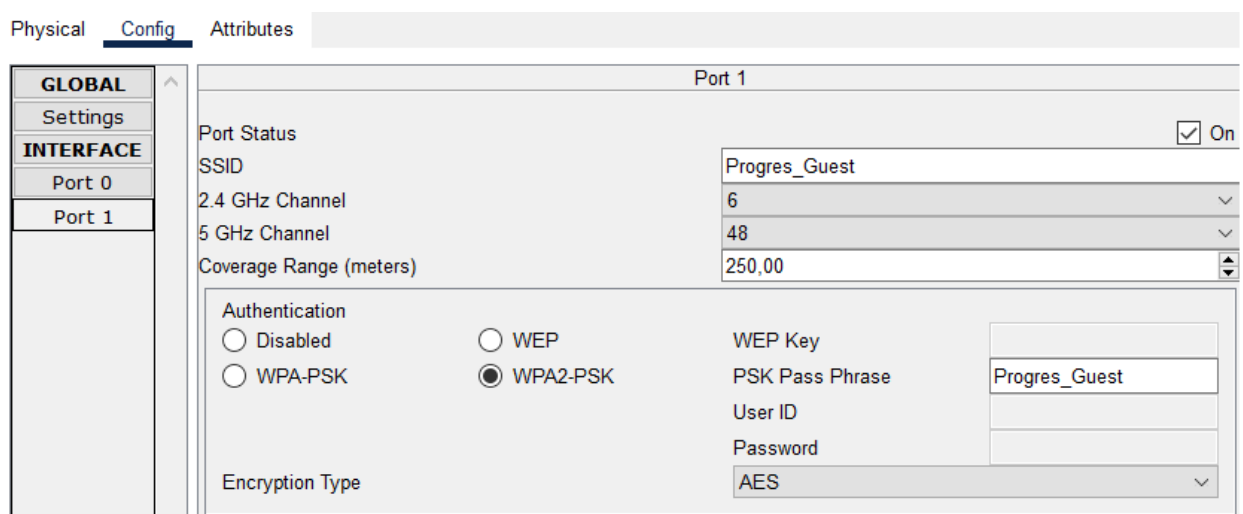 Physical Config Attributes
GLOBAL
Settings
INTERFACE
Port 0
Port 1
Port 1
Port Status On
SSID Progres_Guest
2.4 GHz Channel 6
5 GHz Channel 48
Coverage Range (meters) 250,00
Authentication
Disabled WEP WEP Key
WPA-PSK WPA2-PSK PSK Pass Phrase Progres_Guest
User ID
Password
Encryption Type AES